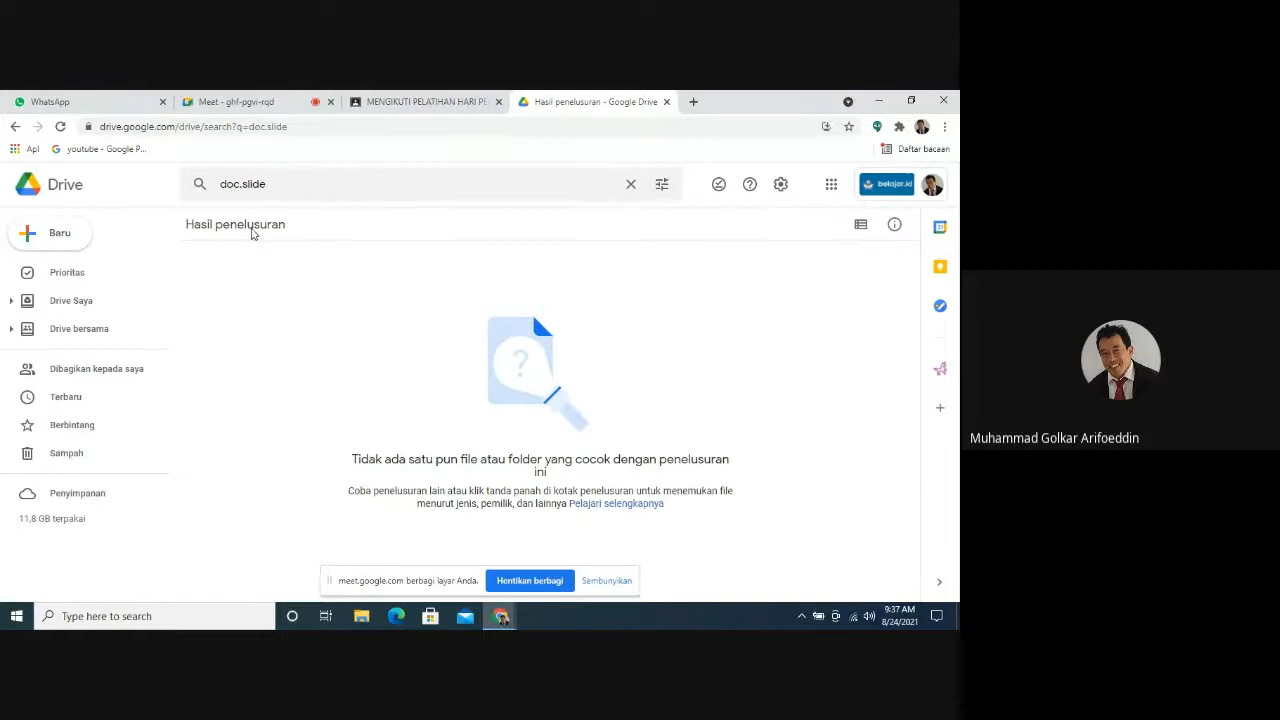 WhatsApp
Meet - ghf-pgvi-rqd
MENGIKUTI PELATIHAN HARI PE
Hasil penelusuran - Google Drive
drive.google.com/drive/search?q=doc.slide
Apl
youtube - Google P...
Daftar bacaan
Drive
doc.slide
belajar.id
Baru
Hasil penelusuran
Prioritas
Drive Saya
Drive bersama
Dibagikan kepada saya
Terbaru
Berbintang
Sampah
Penyimpanan
11,8 GB terpakai
Tidak ada satu pun file atau folder yang cocok dengan penelusuran
ini
Coba penelusuran lain atau klik tanda panah di kotak penelusuran untuk menemukan file
menurut jenis, pemilik, dan lainnya Pelajari selengkapnya
meet.google.com berbagi layar Anda.
Hentikan berbagi
Sembunyikan
Type here to search
9:37 AM
8/24/2021
Muhammad Golkar Arifoeddin